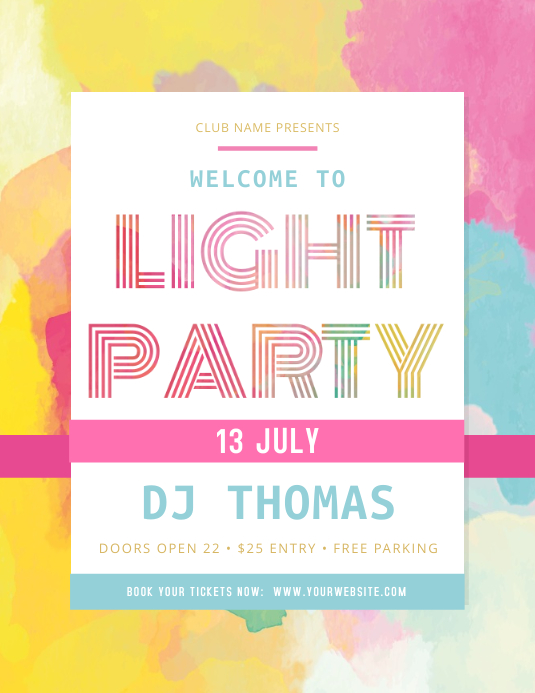 CLUB NAME PRESENTS
WELCOME TO
LIGHT
PARTY
13 JULY
DJ THOMAS
DOORS OPEN 22 • $25 ENTRY • FREE PARKING
BOOK YOUR TICKETS NOW: WWW.YOURWEBSITE.COM